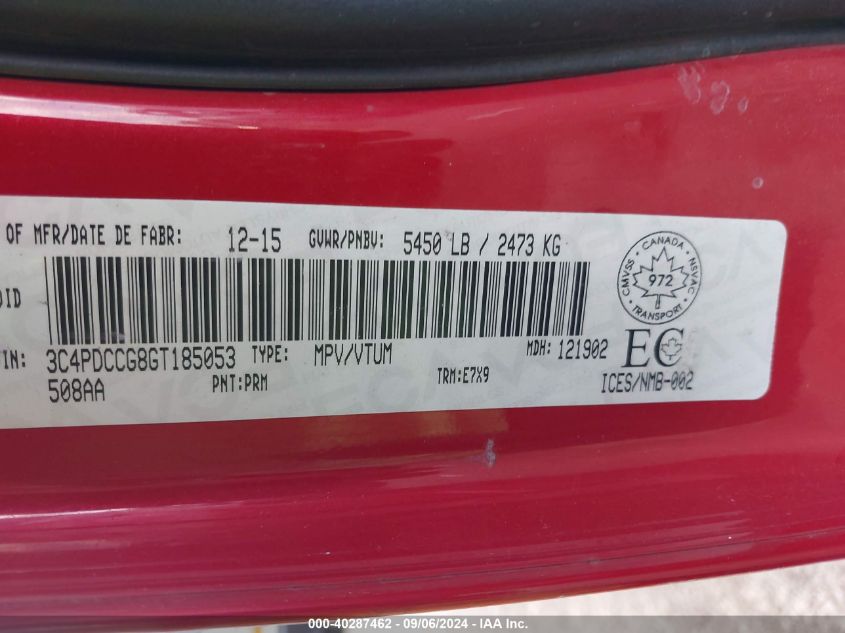 OF MFR/DATE DE FABR: 12-15 GVWR/PNBV: 5450 LB / 2473 KG
CANADA
CMVSS NSVAC
972
TRANSPORT
VIN: 3C4PDCCG8GT185053 TYPE: MPV/VTUM MDH: 121902 EC
508AA PNT:PRM TRM:E7X9 ICES/NMB-002
000-40287462 - 09/06/2024 - IAA, Inc.